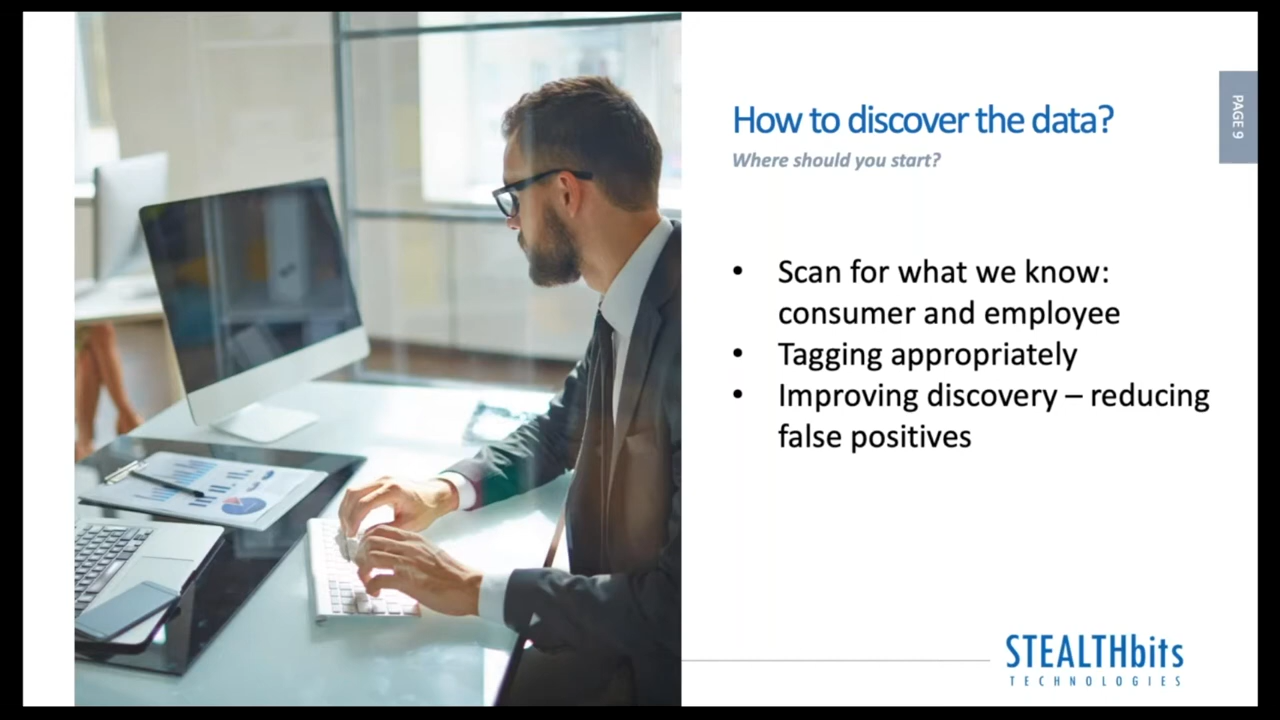 How to discover the data?
Where should you start?
PAGE 9
• Scan for what we know:
consumer and employee
• Tagging appropriately
• Improving discovery – reducing
false positives
STEALTHbits
TECHNOLOGIES